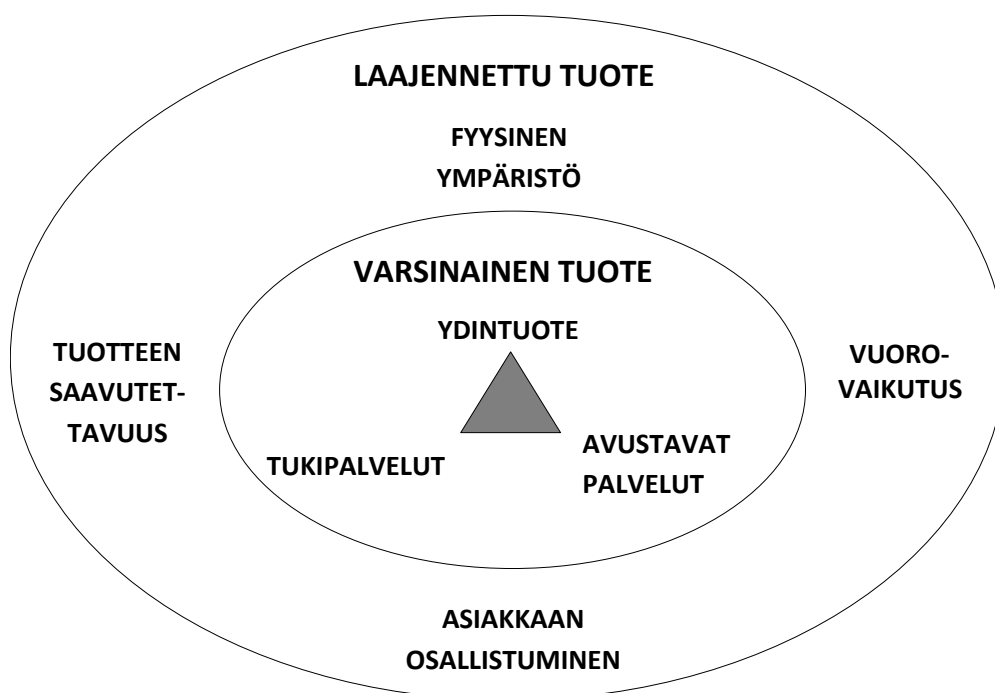 LAAJENNETTU TUOTE
FYYSINEN
YMPÄRISTÖ
VARSINAINEN TUOTE
YDINTUOTE
TUOTTEEN
SAAVUTET-
TAVUUS
VUORO-
VAIKUTUS
TUKIPALVELUT
AVUSTAVAT
PALVELUT
ASIAKKAAN
OSALLISTUMINEN